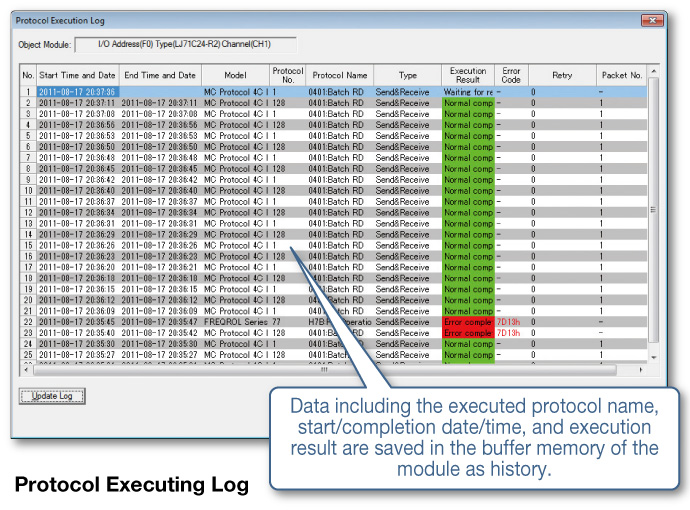 Protocol Execution Log
Object Module: I/O Address(F0) Type(LJ71C24-R2) Channel(CH1)
No. Start Time and Date End Time and Date Model Protocol No. Protocol Name Type Execution Result Error Code Retry Packet No.
1 2011-08-17 20:37:36 MC Protocol 4C I 1 0401:Batch RD Send&Receive Waiting for re - 0 -
2 2011-08-17 20:37:11 2011-08-17 20:37:11 MC Protocol 4C I 128 0401:Batch RD Send&Receive Normal comp - 0 1
3 2011-08-17 20:37:08 2011-08-17 20:37:08 MC Protocol 4C I 1 0401:Batch RD Send&Receive Normal comp - 0 1
4 2011-08-17 20:36:56 2011-08-17 20:36:56 MC Protocol 4C I 128 0401:Batch RD Send&Receive Normal comp - 0 1
5 2011-08-17 20:36:53 2011-08-17 20:36:53 MC Protocol 4C I 1 0401:Batch RD Send&Receive Normal comp - 0 1
6 2011-08-17 20:36:50 2011-08-17 20:36:50 MC Protocol 4C I 128 0401:Batch RD Send&Receive Normal comp - 0 1
7 2011-08-17 20:36:48 2011-08-17 20:36:48 MC Protocol 4C I 1 0401:Batch RD Send&Receive Normal comp - 0 1
8 2011-08-17 20:36:45 2011-08-17 20:36:45 MC Protocol 4C I 128 0401:Batch RD Send&Receive Normal comp - 0 1
9 2011-08-17 20:36:42 2011-08-17 20:36:42 MC Protocol 4C I 1 0401:Batch RD Send&Receive Normal comp - 0 1
10 2011-08-17 20:36:40 2011-08-17 20:36:40 MC Protocol 4C I 128 0401:Batch RD Send&Receive Normal comp - 0 1
11 2011-08-17 20:36:37 2011-08-17 20:36:37 MC Protocol 4C I 1 0401:Batch RD Send&Receive Normal comp - 0 1
12 2011-08-17 20:36:34 2011-08-17 20:36:34 MC Protocol 4C I 128 0401:Batch RD Send&Receive Normal comp - 0 1
13 2011-08-17 20:36:31 2011-08-17 20:36:31 MC Protocol 4C I 1 0401:Batch RD Send&Receive Normal comp - 0 1
14 2011-08-17 20:36:29 2011-08-17 20:36:29 MC Protocol 4C I 128 0401:Batch RD Send&Receive Normal comp - 0 1
15 2011-08-17 20:36:26 2011-08-17 20:36:26 MC Protocol 4C I 1 0401:Batch RD Send&Receive Normal comp - 0 1
16 2011-08-17 20:36:23 2011-08-17 20:36:23 MC Protocol 4C I 128 0401:Batch RD Send&Receive Normal comp - 0 1
17 2011-08-17 20:36:20 2011-08-17 20:36:21 MC Protocol 4C I 1 0401:Batch RD Send&Receive Normal comp - 0 1
18 2011-08-17 20:36:18 2011-08-17 20:36:18 MC Protocol 4C I 128 0401:Batch RD Send&Receive Normal comp - 0 1
19 2011-08-17 20:36:15 2011-08-17 20:36:15 MC Protocol 4C I 1 0401:Batch RD Send&Receive Normal comp - 0 1
20 2011-08-17 20:36:12 2011-08-17 20:36:12 MC Protocol 4C I 128 0401:Batch RD Send&Receive Normal comp - 0 1
21 2011-08-17 20:36:09 2011-08-17 20:36:09 MC Protocol 4C I 1 RD Send&Receive Normal comp - 0 1
22 2011-08-17 20:35:45 2011-08-17 20:35:47 FREQROL Series 77 Send&Receive Error comple 7D13h 0 -
23 2011-08-17 20:35:40 2011-08-17 20:35:43 MC Protocol 4C I 128 RD Send&Receive Error comple 7D13h 0 1
24 2011-08-17 20:35:30 2011-08-17 20:35:30 MC Protocol 4C I 1 RD Send&Receive Normal comp - 0 1
25 2011-08-17 20:35:27 2011-08-17 20:35:27 MC Protocol 4C I 128 RD Send&Receive Normal comp - 0 1
Update Log
Data including the executed protocol name,
start/completion date/time, and execution
result are saved in the buffer memory of the
module as history.
Protocol Executing Log